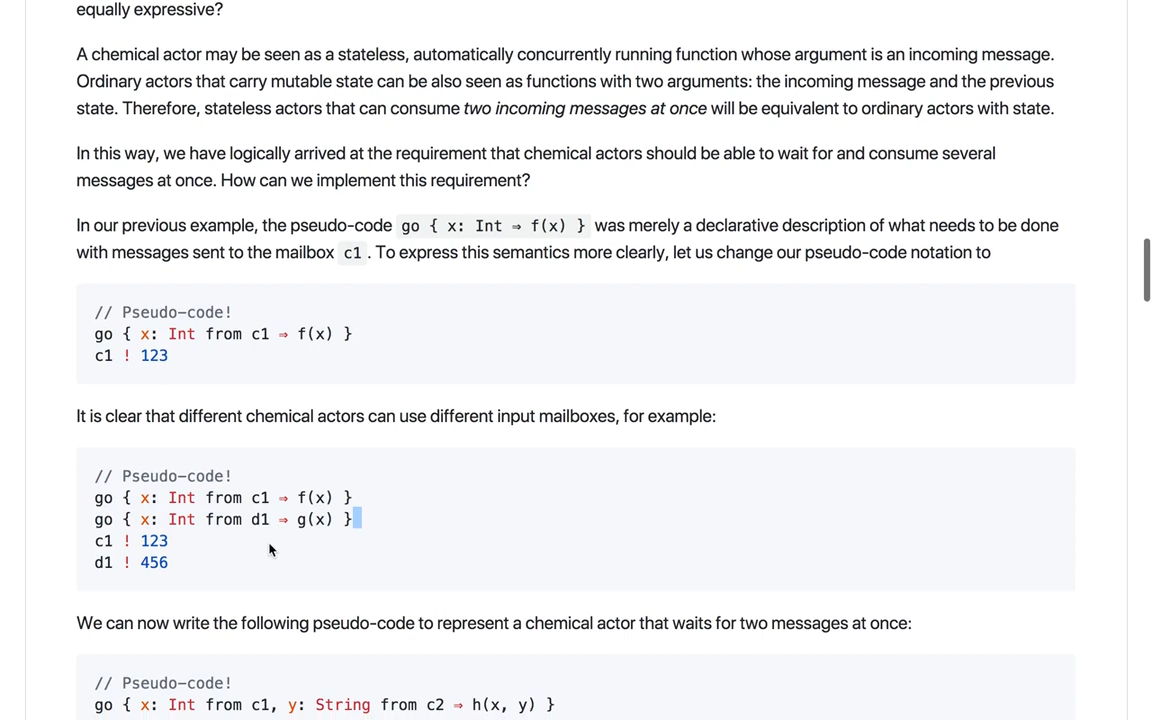 equally expressive?
A chemical actor may be seen as a stateless, automatically concurrently running function whose argument is an incoming message.
Ordinary actors that carry mutable state can be also seen as functions with two arguments: the incoming message and the previous
state. Therefore, stateless actors that can consume two incoming messages at once will be equivalent to ordinary actors with state.
In this way, we have logically arrived at the requirement that chemical actors should be able to wait for and consume several
messages at once. How can we implement this requirement?
In our previous example, the pseudo-code go { x: Int ⇒ f(x) } was merely a declarative description of what needs to be done
with messages sent to the mailbox c1 . To express this semantics more clearly, let us change our pseudo-code notation to
// Pseudo-code!
go { x: Int from c1 ⇒ f(x) }
c1 ! 123
It is clear that different chemical actors can use different input mailboxes, for example:
// Pseudo-code!
go { x: Int from c1 ⇒ f(x) }
go { x: Int from d1 ⇒ g(x) }
c1 ! 123
d1 ! 456
We can now write the following pseudo-code to represent a chemical actor that waits for two messages at once:
// Pseudo-code!
go { x: Int from c1, y: String from c2 ⇒ h(x, y) }